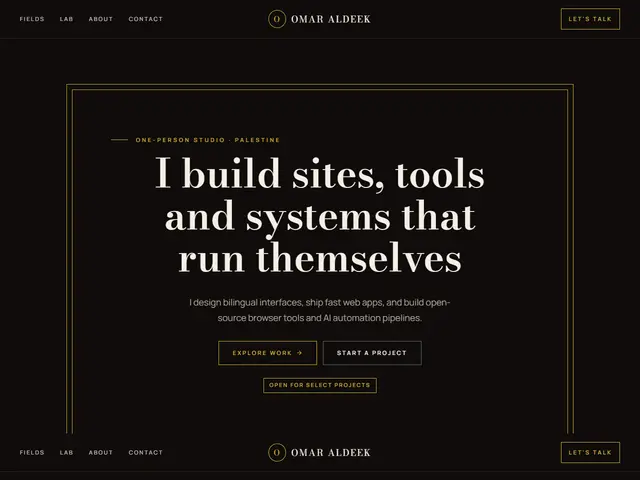 FIELDS LAB ABOUT CONTACT O OMAR ALDEEK LET'S TALK
ONE-PERSON STUDIO · PALESTINE
I build sites, tools
and systems that
run themselves
I design bilingual interfaces, ship fast web apps, and build open-
source browser tools and AI automation pipelines.
EXPLORE WORK → START A PROJECT
OPEN FOR SELECT PROJECTS
FIELDS LAB ABOUT CONTACT O OMAR ALDEEK LET'S TALK